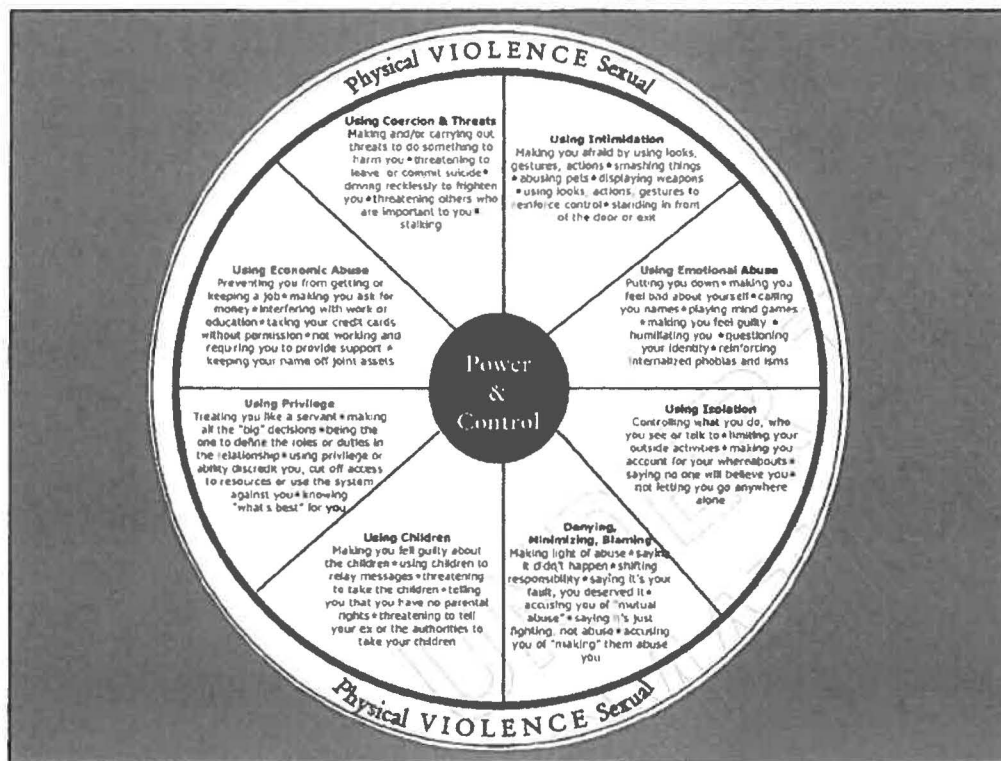 Physical VIOLENCE Sexual
Using Coercion & Threats
Making and/or carrying out
threats to do something to
harm you • threatening to
leave or commit suicide •
driving recklessly to frighten
you • threatening others who
are important to you •
stalking
Using Intimidation
Making you afraid by using looks,
gestures, actions • smashing things
• abusing pets • displaying weapons
• using looks, actions, gestures to
reinforce control • standing in front
of the door or exit
Using Emotional Abuse
Putting you down • making you
feel bad about yourself • calling
you names • playing mind games
• making you feel guilty •
humiliating you • questioning
your identity • reinforcing
internalized phobias and isms
Using Isolation
Controlling what you do, who
you see or talk to • limiting your
outside activities • making you
account for your whereabouts •
saying no one will believe you •
not letting you go anywhere
alone
Denying,
Minimizing, Blaming
Making light of abuse • saying
it didn't happen • shifting
responsibility • saying it's your
fault, you deserved it •
accusing you of "mutual
abuse" • saying it's just
fighting, not abuse • accusing
you of "making" them abuse
you
Using Children
Making you fell guilty about
the children • using children to
relay messages • threatening
to take the children • telling
you that you have no parental
rights • threatening to tell
your ex or the authorities to
take your children
Using Privilege
Treating you like a servant • making
all the "big" decisions • being the
one to define the roles or duties in
the relationship • using privilege or
ability discredit you, cut off access
to resources or use the system
against you • knowing
"what's best" for you
Using Economic Abuse
Preventing you from getting or
keeping a job • making you ask for
money • interfering with work or
education • taking your credit cards
without permission • not working and
requiring you to provide support •
keeping your name off joint assets
Power
&
Control
Physical VIOLENCE Sexual